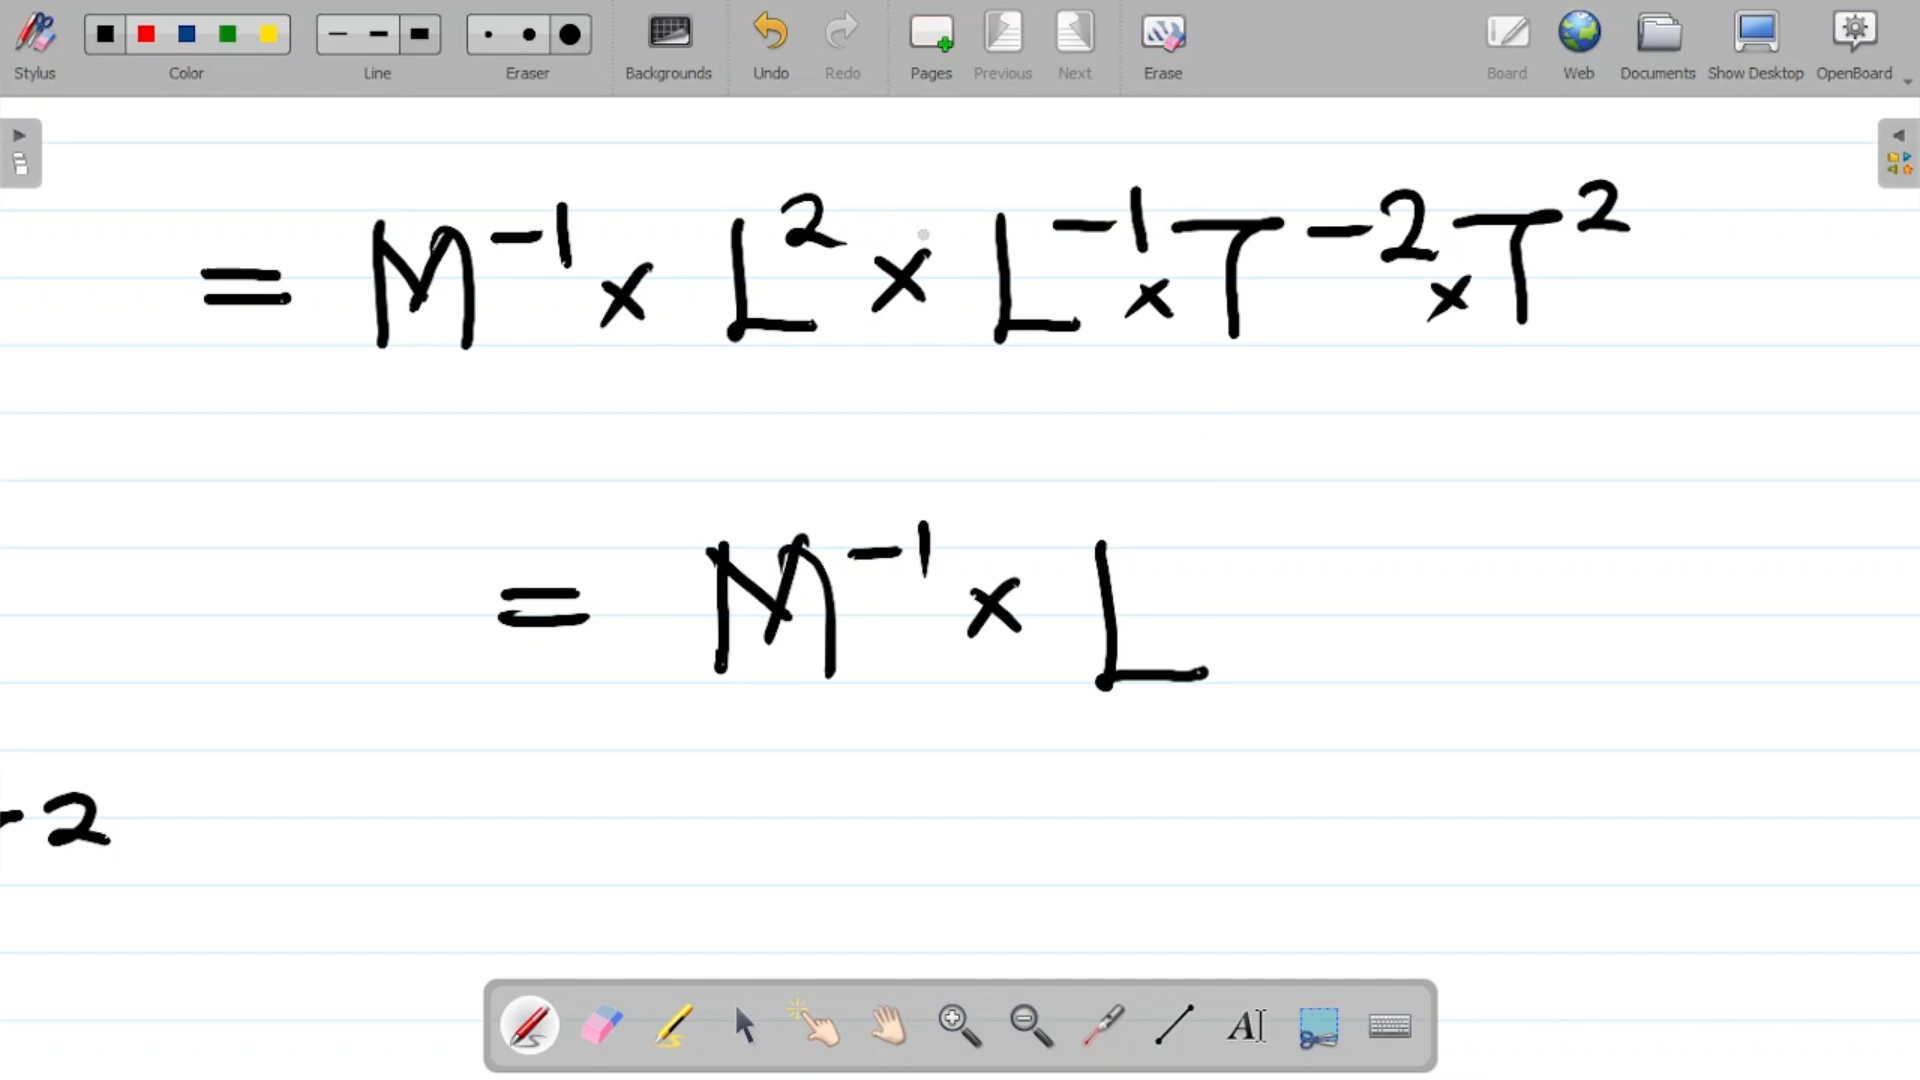 Stylus Color Line Eraser Backgrounds Undo Redo Pages Previous Next Erase Board Web Documents Show Desktop OpenBoard
= M⁻¹ × L² × L⁻¹ × T⁻² × T²
= M⁻¹ × L
-2